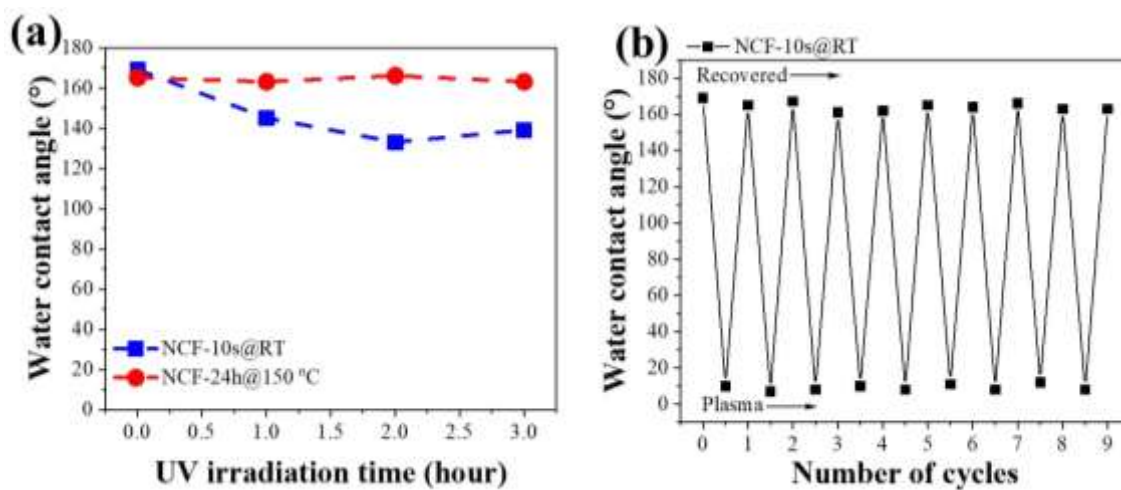 (a)
180
160
140
120
100
80
60
40
20
0
Water contact angle (°)
NCF-10s@RT
NCF-24h@150 ºC
0.0 0.5 1.0 1.5 2.0 2.5 3.0
UV irradiation time (hour)
(b)
NCF-10s@RT
180
160
140
120
100
80
60
40
20
0
Water contact angle (°)
Recovered
Plasma
0 1 2 3 4 5 6 7 8 9
Number of cycles